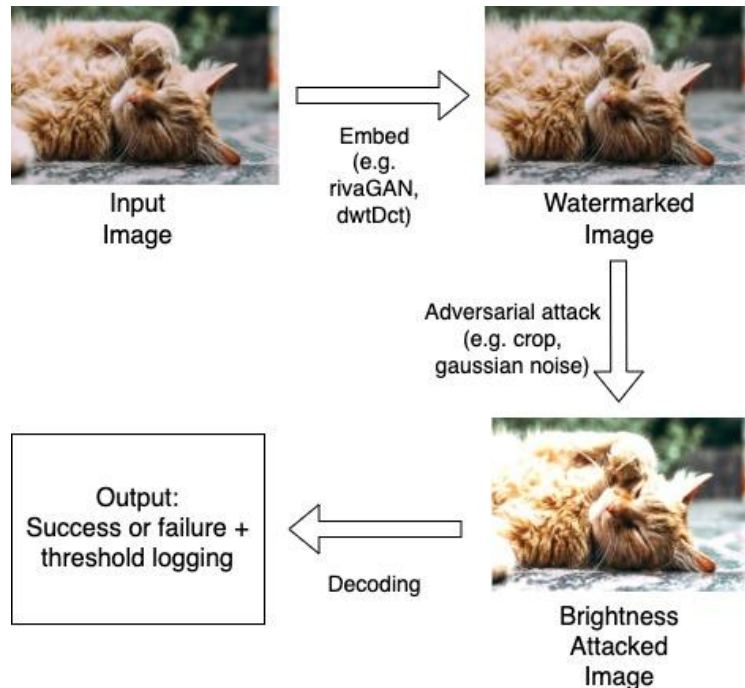 Input
Image
Embed
(e.g.
rivaGAN,
dwtDct)
Watermarked
Image
Adversarial attack
(e.g. crop,
gaussian noise)
Brightness
Attacked
Image
Decoding
Output:
Success or failure +
threshold logging